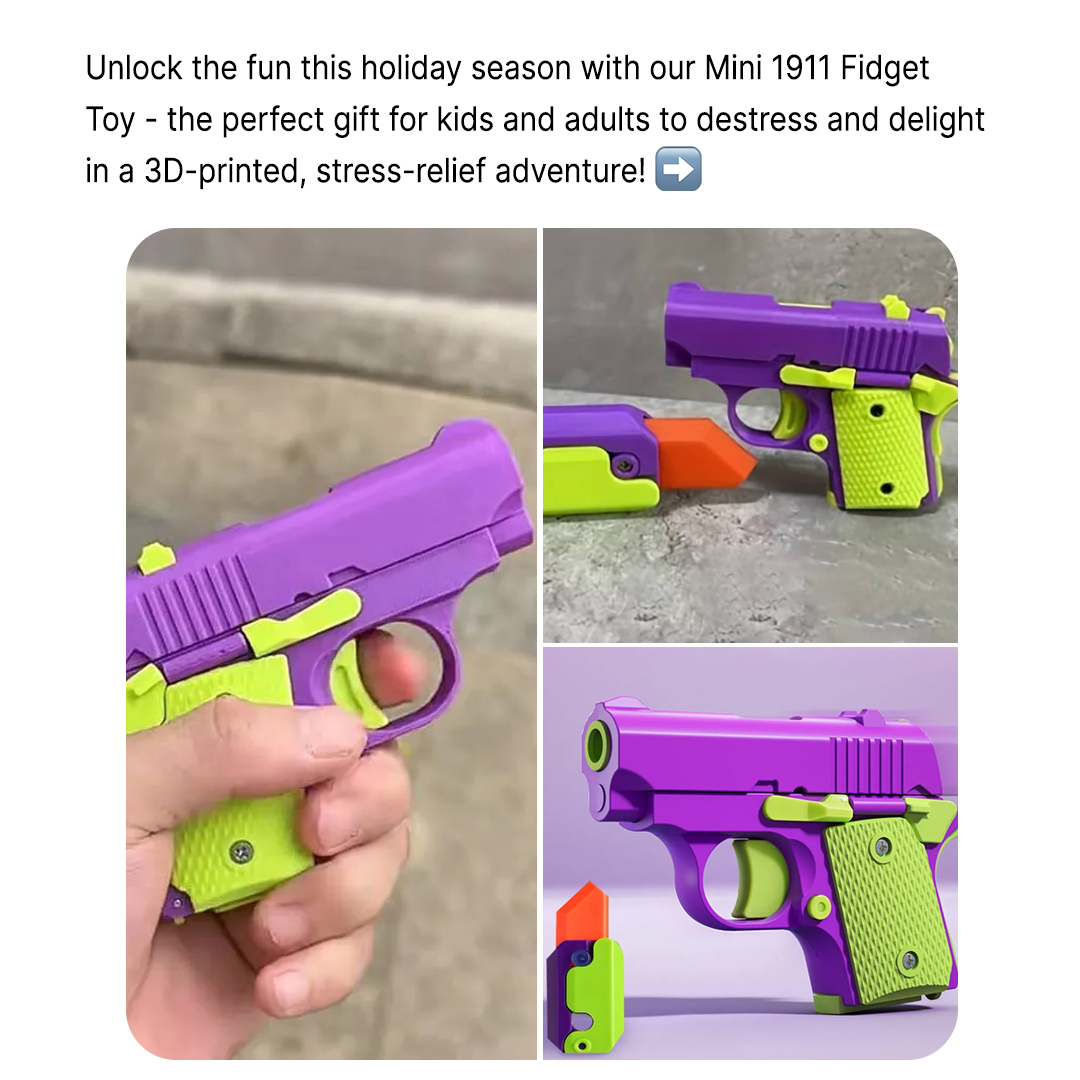 Unlock the fun this holiday season with our Mini 1911 Fidget
Toy - the perfect gift for kids and adults to destress and delight
in a 3D-printed, stress-relief adventure! ➡️